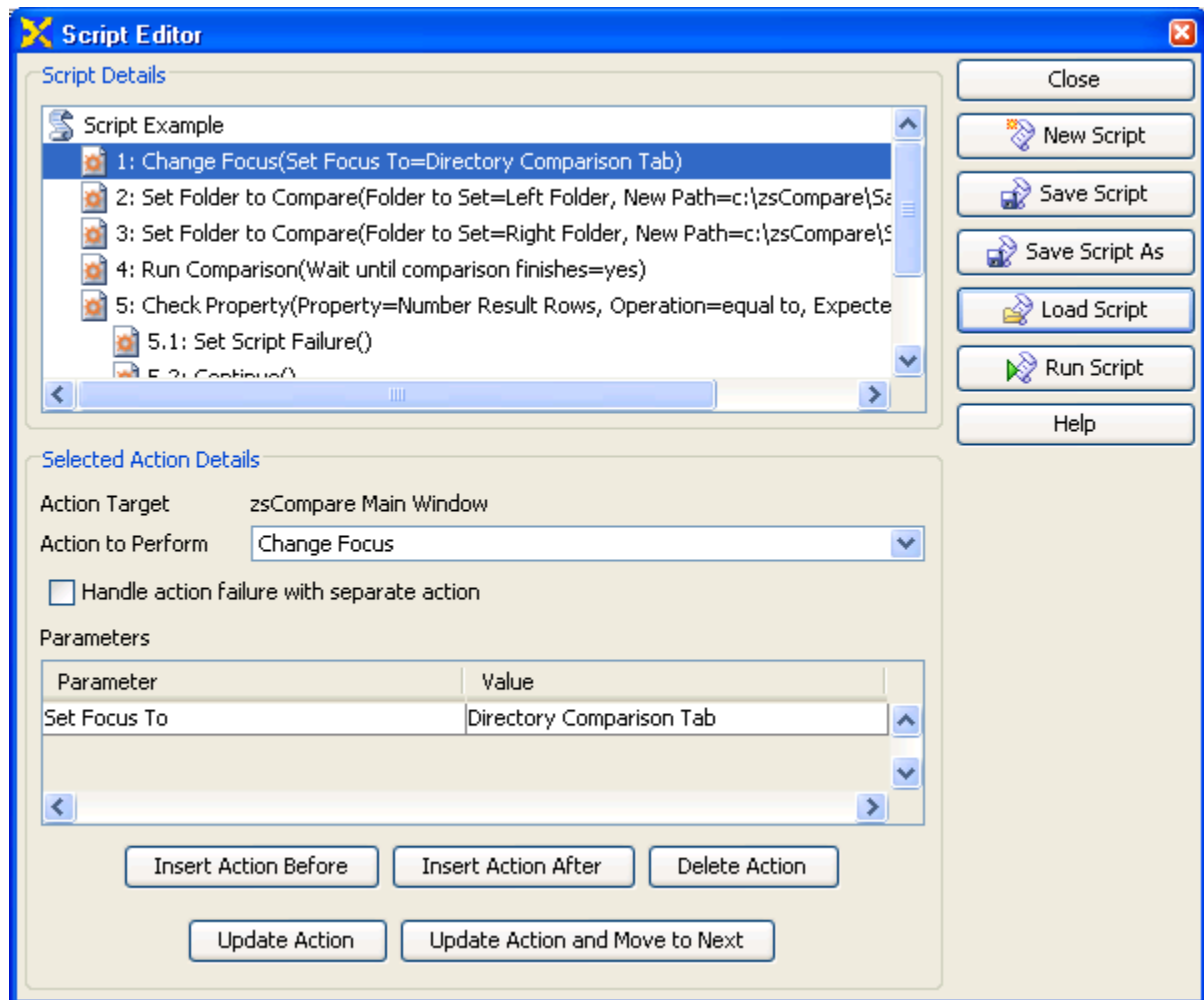 Script Editor
Script Details
Script Example
1: Change Focus(Set Focus To=Directory Comparison Tab)
2: Set Folder to Compare(Folder to Set=Left Folder, New Path=c:\zsCompare\Sa
3: Set Folder to Compare(Folder to Set=Right Folder, New Path=c:\zsCompare\S
4: Run Comparison(Wait until comparison finishes=yes)
5: Check Property(Property=Number Result Rows, Operation=equal to, Expecte
5.1: Set Script Failure()
5.2: Continue()
Close
New Script
Save Script
Save Script As
Load Script
Run Script
Help
Selected Action Details
Action Target zsCompare Main Window
Action to Perform Change Focus
Handle action failure with separate action
Parameters
Parameter Value
Set Focus To Directory Comparison Tab
Insert Action Before Insert Action After Delete Action
Update Action Update Action and Move to Next